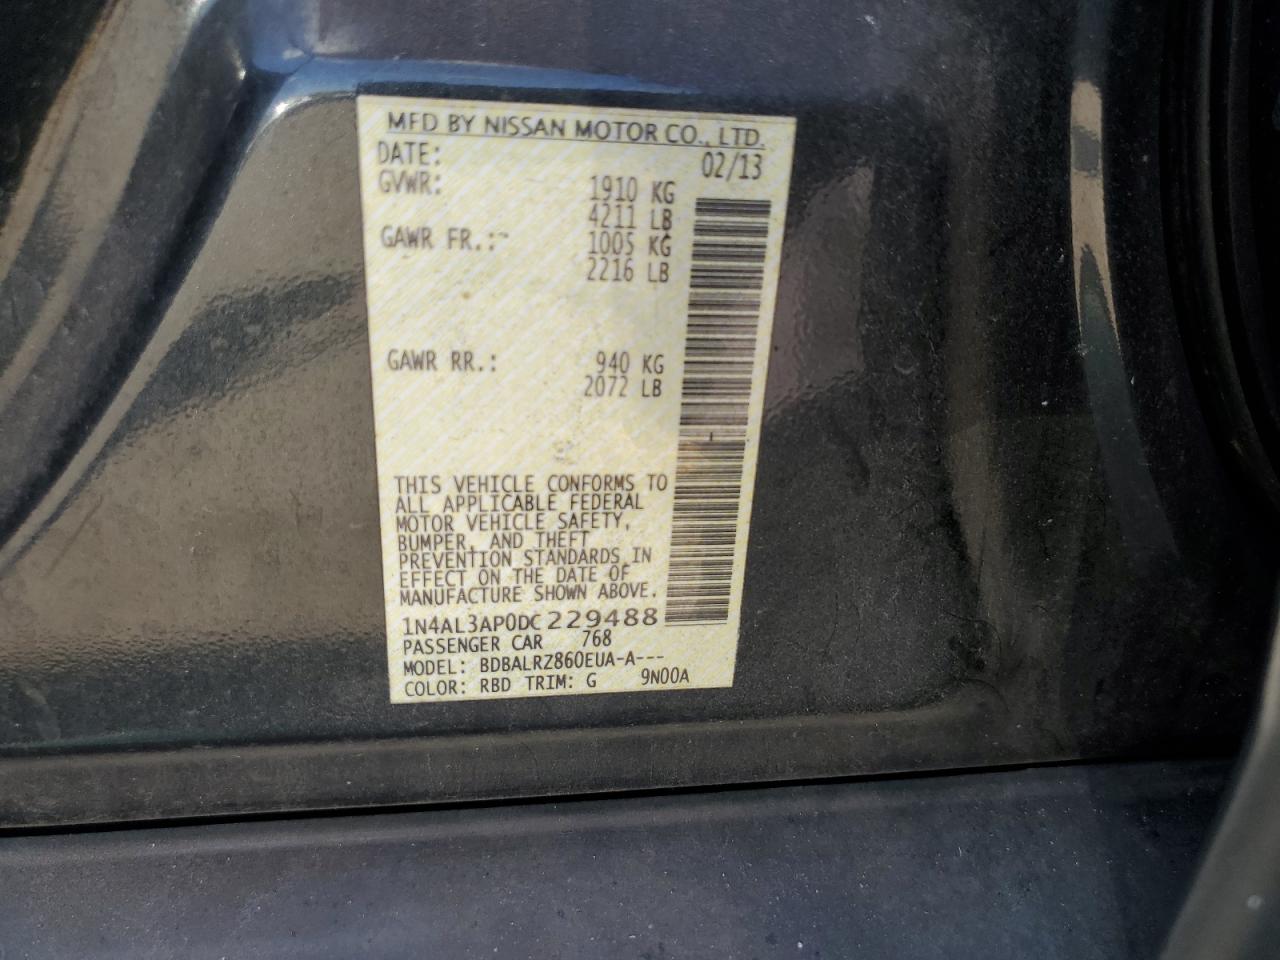 MFD BY NISSAN MOTOR CO., LTD.
DATE: 02/13
GVWR: 1910 KG
4211 LB
GAWR FR.: 1005 KG
2216 LB
GAWR RR.: 940 KG
2072 LB
THIS VEHICLE CONFORMS TO
ALL APPLICABLE FEDERAL
MOTOR VEHICLE SAFETY,
BUMPER, AND THEFT
PREVENTION STANDARDS IN
EFFECT ON THE DATE OF
MANUFACTURE SHOWN ABOVE.
1N4AL3AP0DC229488
PASSENGER CAR 768
MODEL: BDBALRZ860EUA-A---
COLOR: RBD TRIM: G 9N00A